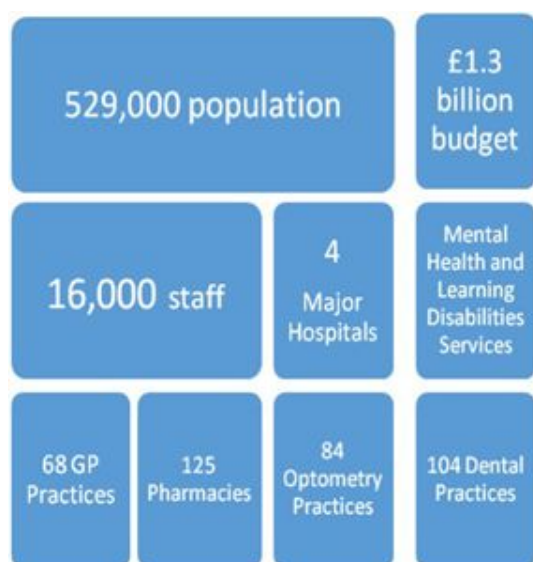 529,000 population
£1.3
billion
budget
16,000 staff
4
Major
Hospitals
Mental
Health and
Learning
Disabilities
Services
68 GP
Practices
125
Pharmacies
84
Optometry
Practices
104 Dental
Practices